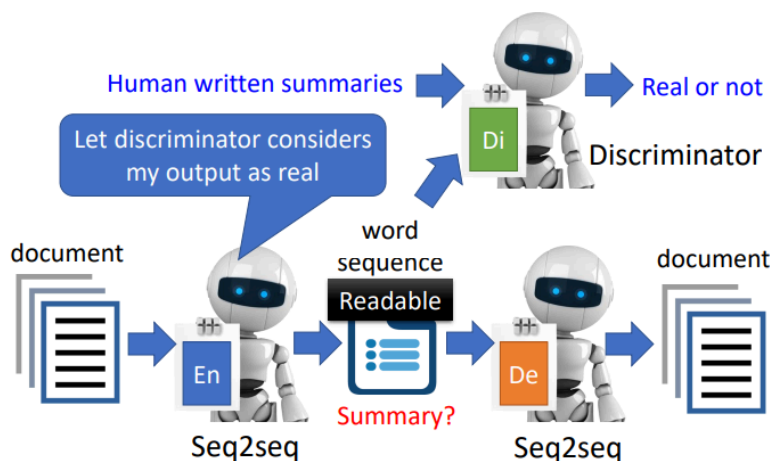 Human written summaries
Real or not
Di
Let discriminator considers
my output as real
Discriminator
document
word
sequence
document
Readable
En
De
Summary?
Seq2seq
Seq2seq